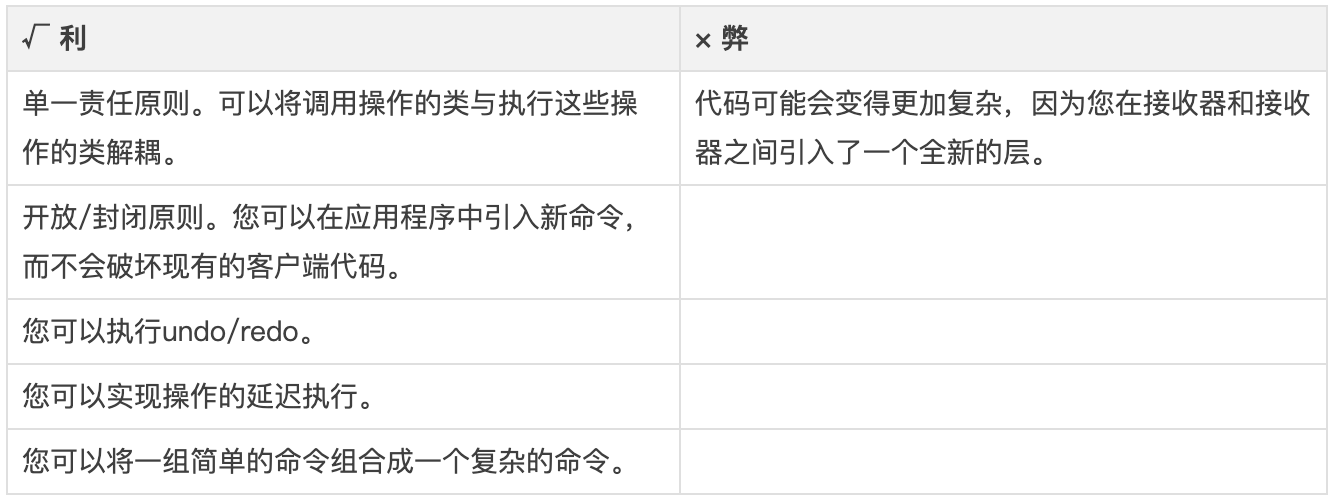 √ 利
× 弊
单一责任原则。可以将调用操作的类与执行这些操
作的类解耦。
代码可能会变得更加复杂，因为您在接收器和接收
器之间引入了一个全新的层。
开放/封闭原则。您可以在应用程序中引入新命令，
而不会破坏现有的客户端代码。
您可以执行undo/redo。
您可以实现操作的延迟执行。
您可以将一组简单的命令组合成一个复杂的命令。